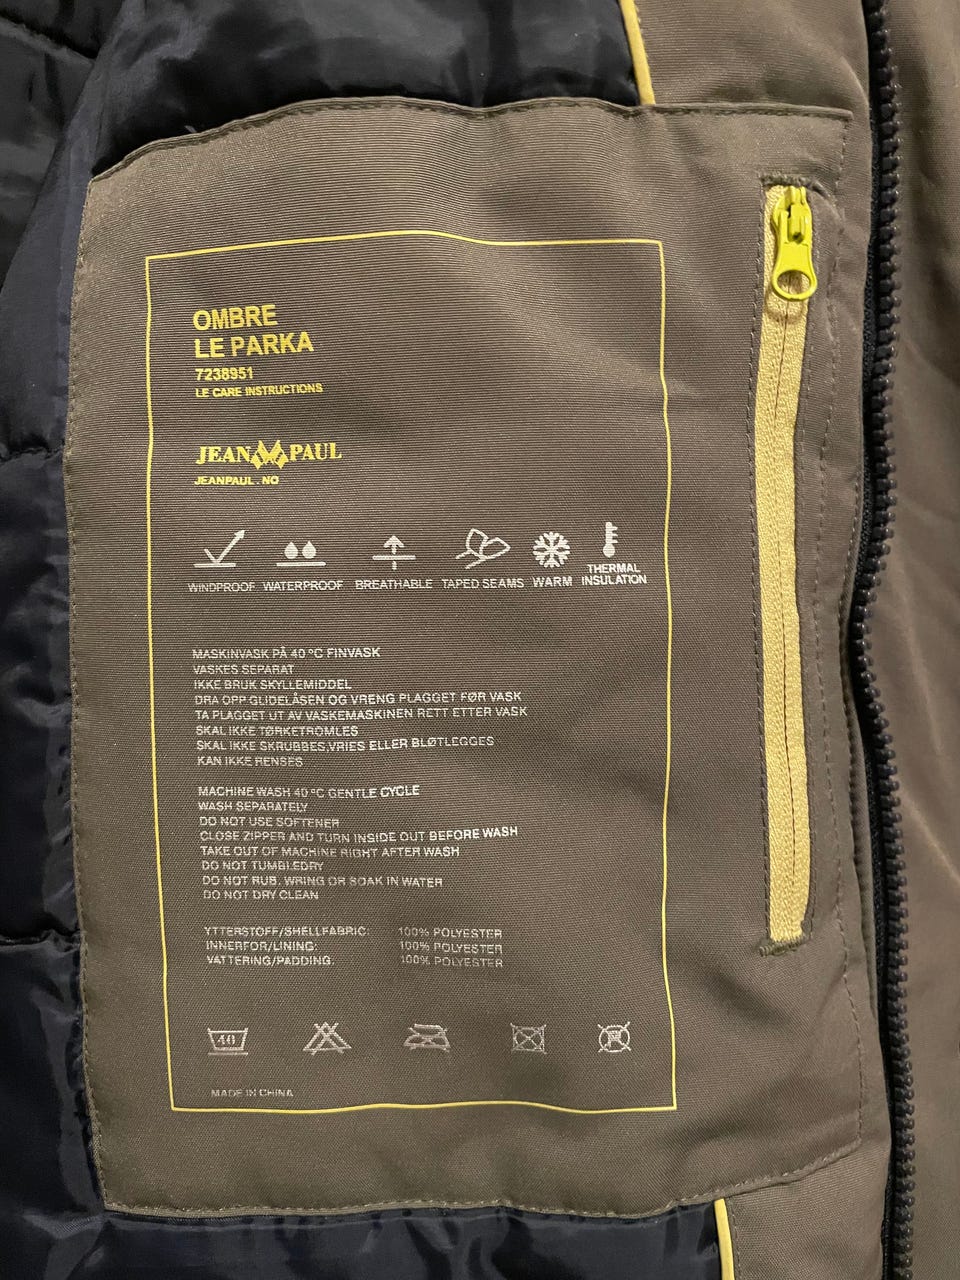 OMBRE
LE PARKA
7238951
LE CARE INSTRUCTIONS
JEAN PAUL
JEANPAUL . NO
WINDPROOF WATERPROOF BREATHABLE TAPED SEAMS WARM THERMAL INSULATION
MASKINVASK PÅ 40 °C FINVASK
VASKES SEPARAT
IKKE BRUK SKYLLEMIDDEL
DRA OPP GLIDELÅSEN OG VRENG PLAGGET FØR VASK
TA PLAGGET UT AV VASKEMASKINEN RETT ETTER VASK
SKAL IKKE TØRKETROMLES
SKAL IKKE SKRUBBES,VRIES ELLER BLØTLEGGES
KAN IKKE RENSES
MACHINE WASH 40 °C GENTLE CYCLE
WASH SEPARATELY
DO NOT USE SOFTENER
CLOSE ZIPPER AND TURN INSIDE OUT BEFORE WASH
TAKE OUT OF MACHINE RIGHT AFTER WASH
DO NOT TUMBLEDRY
DO NOT RUB, WRING OR SOAK IN WATER
DO NOT DRY CLEAN
YTTERSTOFF/SHELLFABRIC: 100% POLYESTER
INNERFOR/LINING: 100% POLYESTER
VATTERING/PADDING: 100% POLYESTER
40
MADE IN CHINA